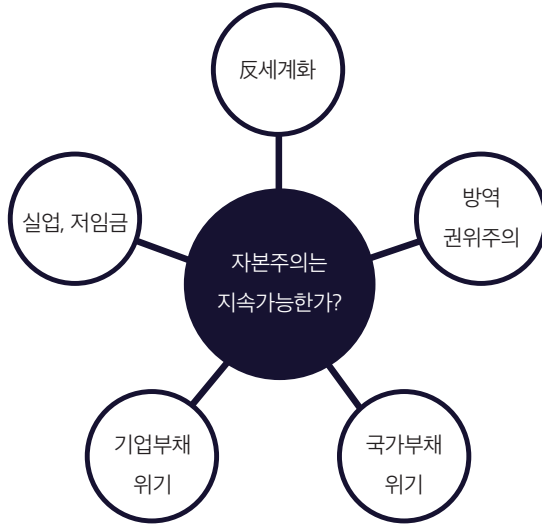 反세계화
실업, 저임금
방역
권위주의
자본주의는
지속가능한가?
기업부채
위기
국가부채
위기